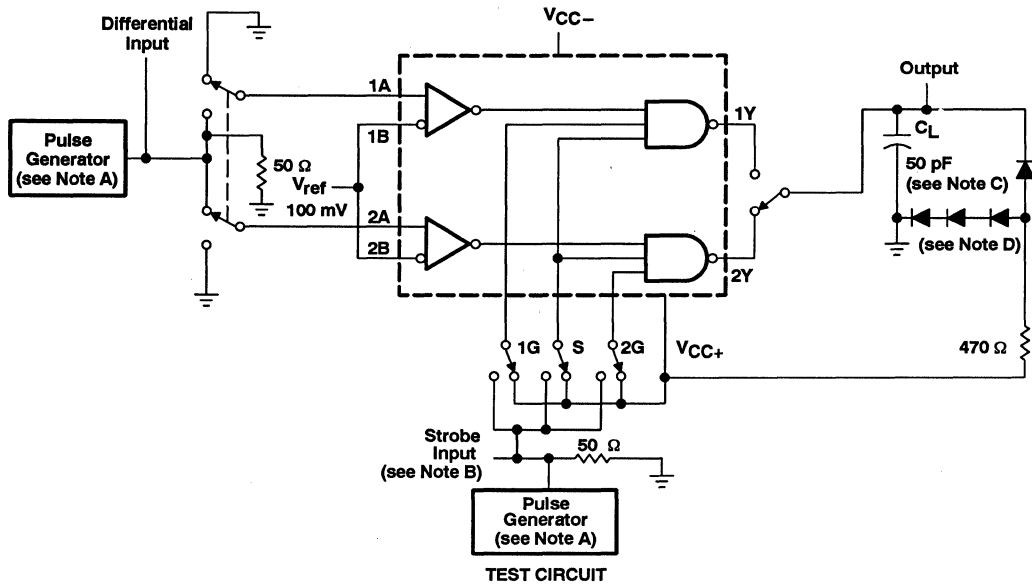 Differential
Input
VCC−
Output
Pulse
Generator
(see Note A)
50 Ω
Vref
100 mV
1A
1B
2A
2B
1Y
2Y
CL
50 pF
(see Note C)
(see Note D)
1G
S
2G
VCC+
470 Ω
Strobe
Input
(see Note B)
50 Ω
Pulse
Generator
(see Note A)
TEST CIRCUIT